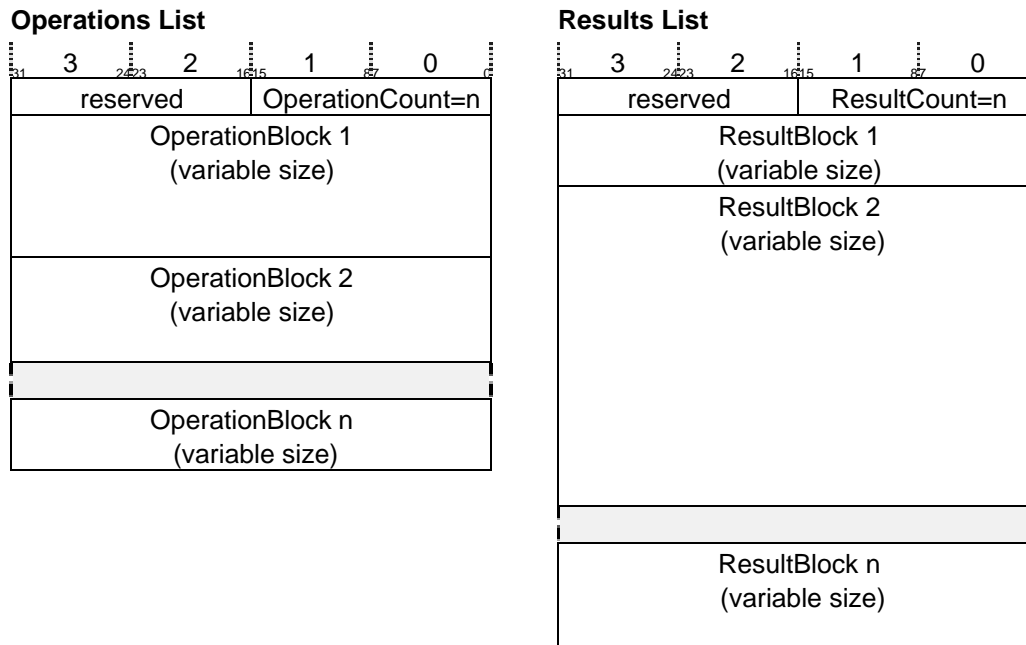 Operations List
3 2 1 0
31 24 23 16 15 8 7 0
reserved OperationCount=n
OperationBlock 1
(variable size)
OperationBlock 2
(variable size)
OperationBlock n
(variable size)
Results List
3 2 1 0
31 24 23 16 15 8 7
reserved ResultCount=n
ResultBlock 1
(variable size)
ResultBlock 2
(variable size)
ResultBlock n
(variable size)